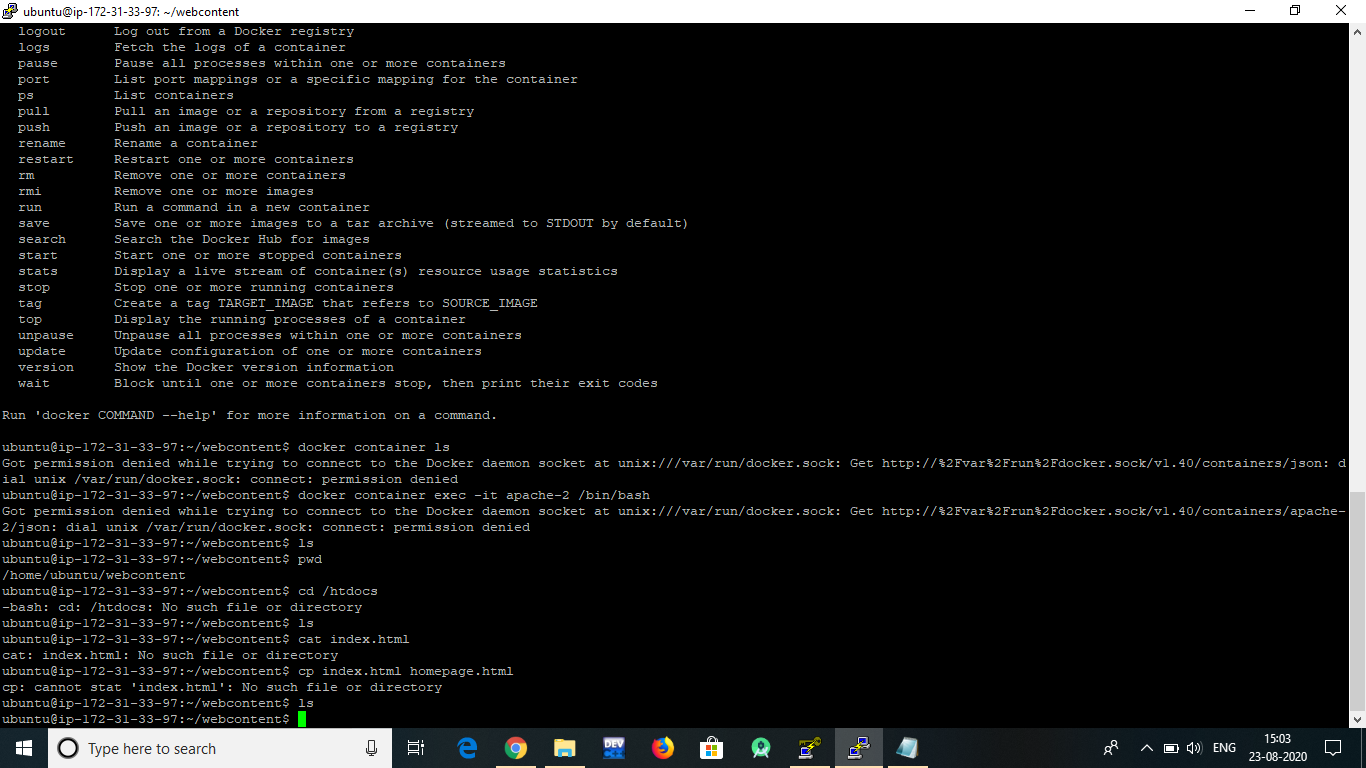 ubuntu@ip-172-31-33-97: ~/webcontent
logout Log out from a Docker registry
logs Fetch the logs of a container
pause Pause all processes within one or more containers
port List port mappings or a specific mapping for the container
ps List containers
pull Pull an image or a repository from a registry
push Push an image or a repository to a registry
rename Rename a container
restart Restart one or more containers
rm Remove one or more containers
rmi Remove one or more images
run Run a command in a new container
save Save one or more images to a tar archive (streamed to STDOUT by default)
search Search the Docker Hub for images
start Start one or more stopped containers
stats Display a live stream of container(s) resource usage statistics
stop Stop one or more running containers
tag Create a tag TARGET_IMAGE that refers to SOURCE_IMAGE
top Display the running processes of a container
unpause Unpause all processes within one or more containers
update Update configuration of one or more containers
version Show the Docker version information
wait Block until one or more containers stop, then print their exit codes
Run 'docker COMMAND --help' for more information on a command.
ubuntu@ip-172-31-33-97:~/webcontent$ docker container ls
Got permission denied while trying to connect to the Docker daemon socket at unix:///var/run/docker.sock: Get http://%2Fvar%2Frun%2Fdocker.sock/v1.40/containers/json: d
ial unix /var/run/docker.sock: connect: permission denied
ubuntu@ip-172-31-33-97:~/webcontent$ docker container exec -it apache-2 /bin/bash
Got permission denied while trying to connect to the Docker daemon socket at unix:///var/run/docker.sock: Get http://%2Fvar%2Frun%2Fdocker.sock/v1.40/containers/apache-
2/json: dial unix /var/run/docker.sock: connect: permission denied
ubuntu@ip-172-31-33-97:~/webcontent$ ls
ubuntu@ip-172-31-33-97:~/webcontent$ pwd
/home/ubuntu/webcontent
ubuntu@ip-172-31-33-97:~/webcontent$ cd /htdocs
-bash: cd: /htdocs: No such file or directory
ubuntu@ip-172-31-33-97:~/webcontent$ ls
ubuntu@ip-172-31-33-97:~/webcontent$ cat index.html
cat: index.html: No such file or directory
ubuntu@ip-172-31-33-97:~/webcontent$ cp index.html homepage.html
cp: cannot stat 'index.html': No such file or directory
ubuntu@ip-172-31-33-97:~/webcontent$ ls
ubuntu@ip-172-31-33-97:~/webcontent$
Type here to search
DEV
ENG
15:03
23-08-2020